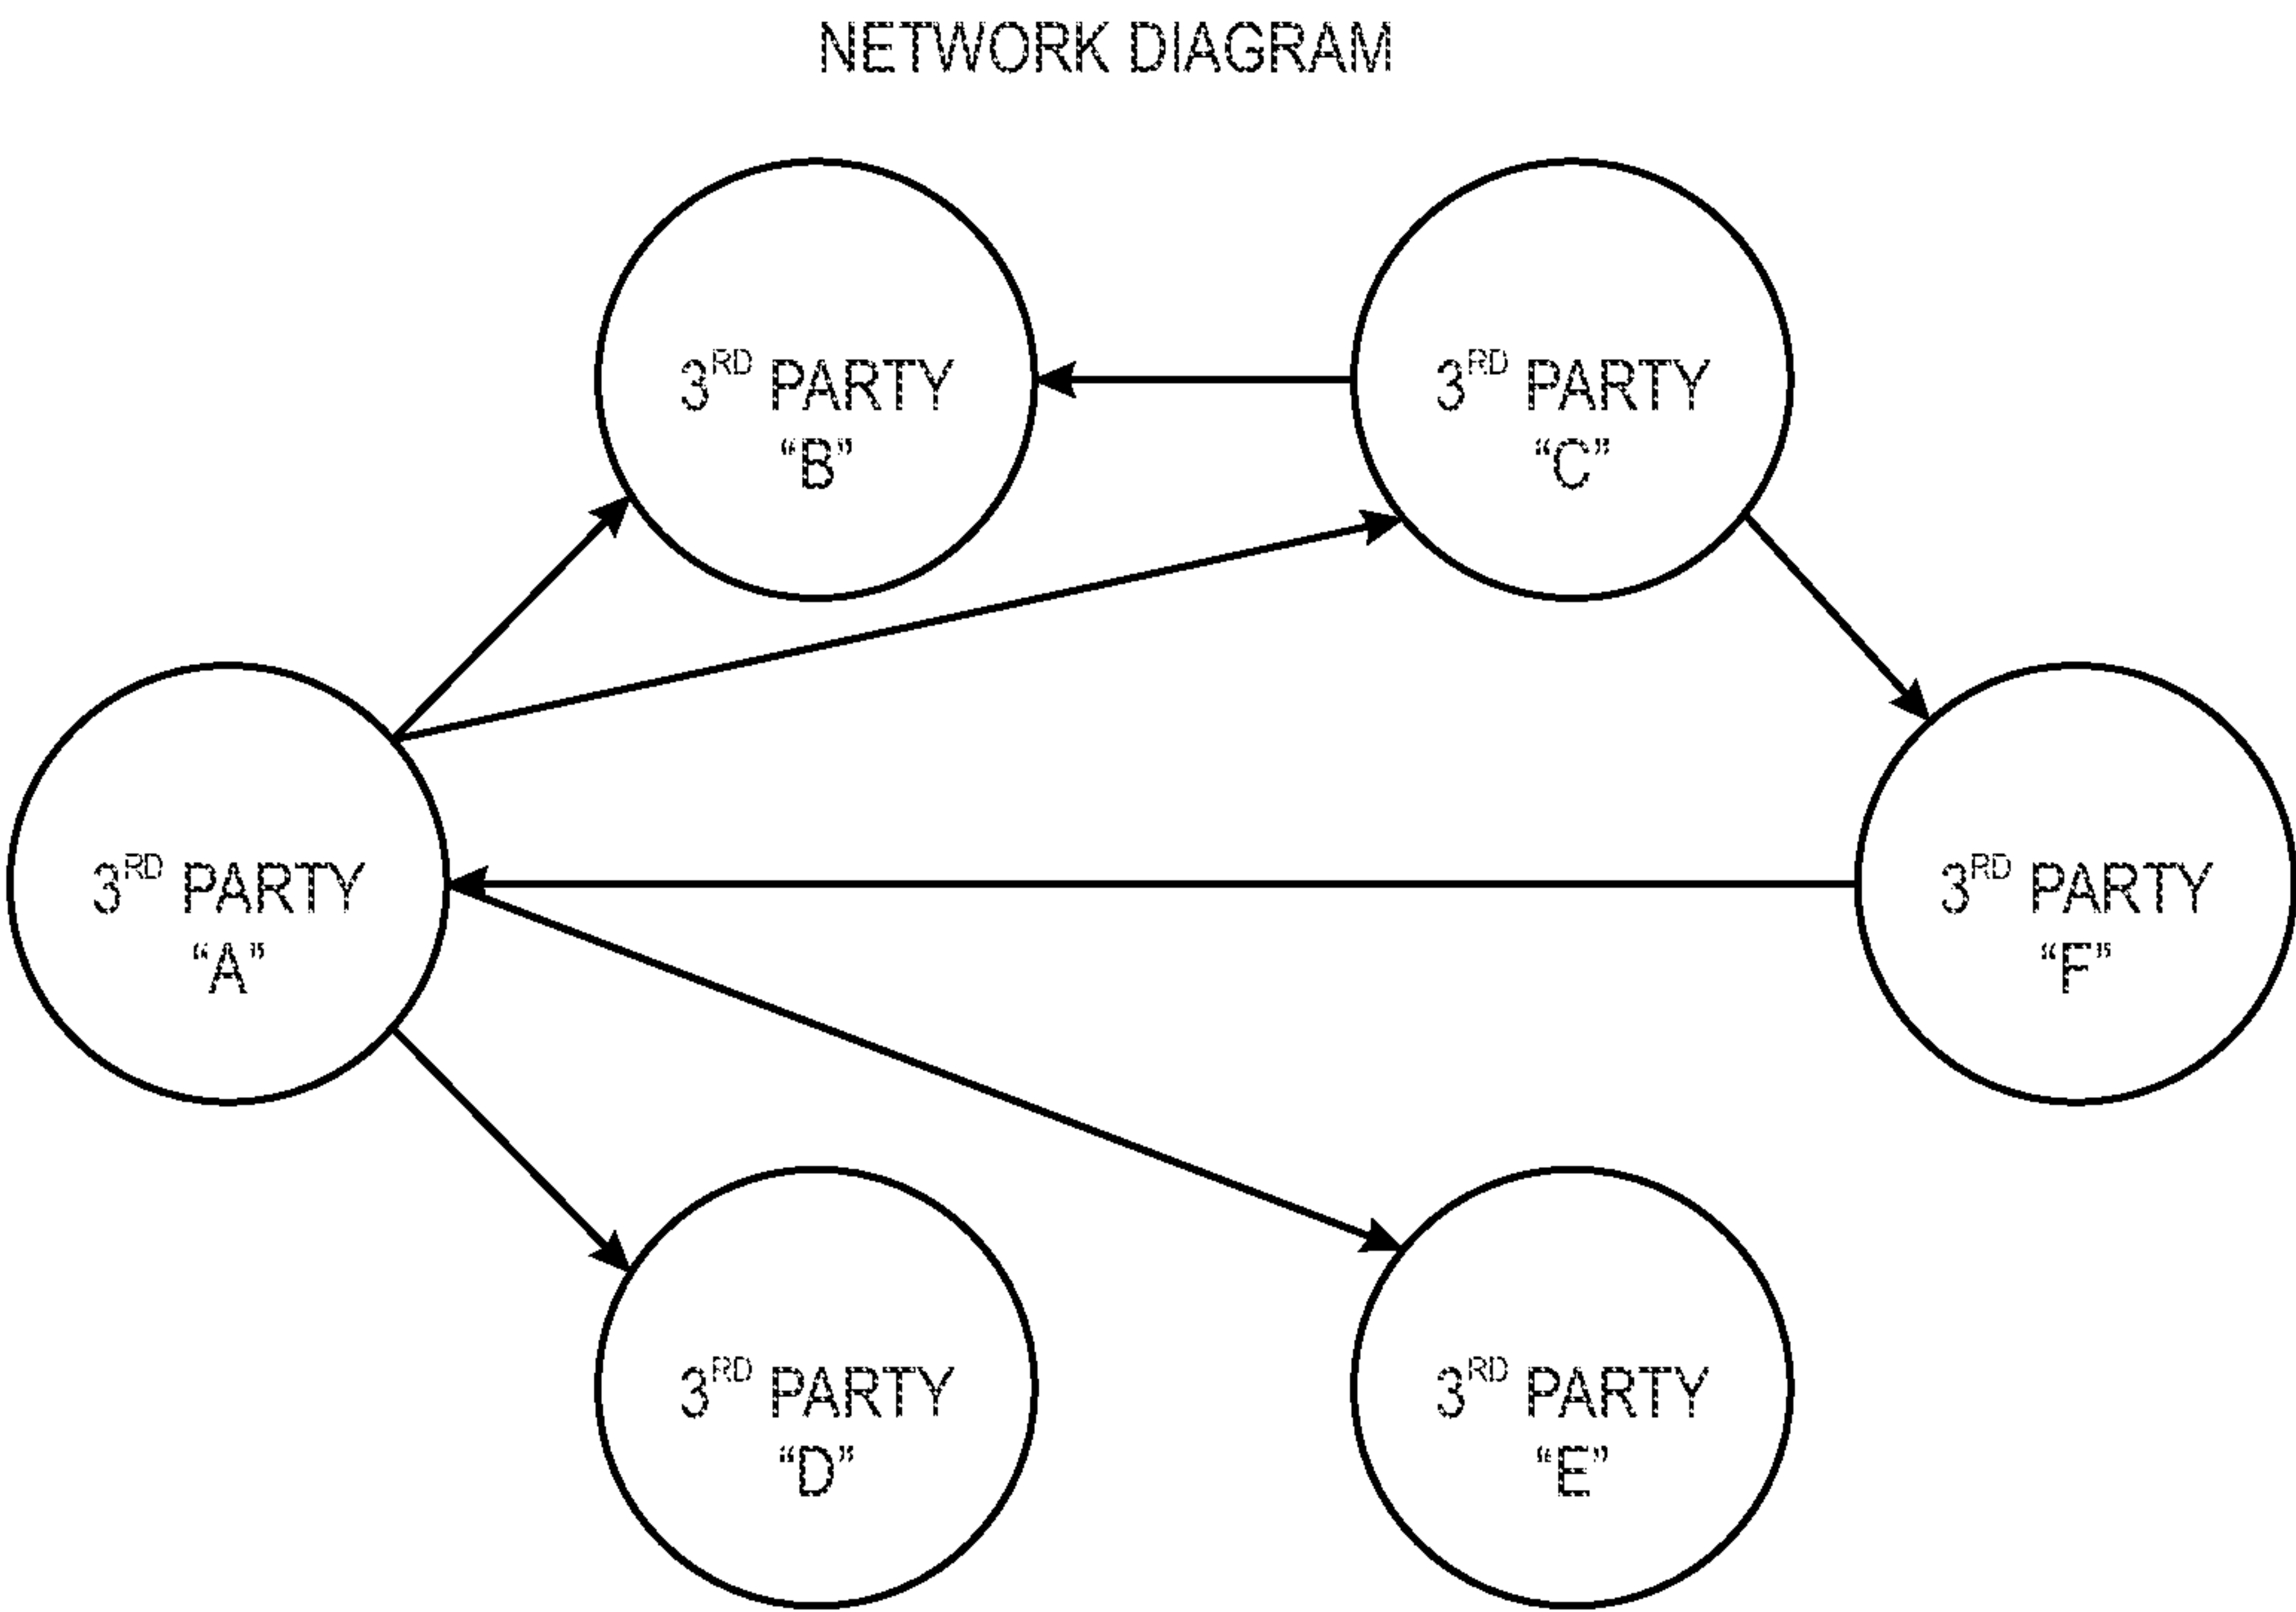 NETWORK DIAGRAM
3RD PARTY
“B”
3RD PARTY
“C”
3RD PARTY
“A”
3RD PARTY
“F”
3RD PARTY
“D”
3RD PARTY
“E”